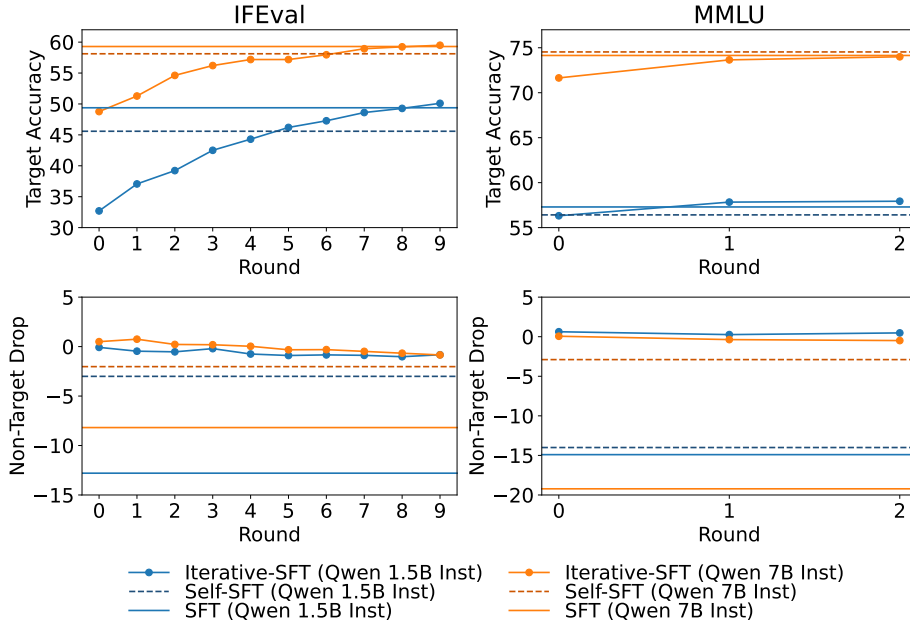 IFEval
MMLU
Target Accuracy
60
55
50
45
40
35
30
0 1 2 3 4 5 6 7 8 9
Round
Target Accuracy
75
70
65
60
55
0 1 2
Round
Non-Target Drop
5
0
−5
−10
−15
0 1 2 3 4 5 6 7 8 9
Round
Non-Target Drop
5
0
−5
−10
−15
−20
0 1 2
Round
Iterative-SFT (Qwen 1.5B Inst)
Self-SFT (Qwen 1.5B Inst)
SFT (Qwen 1.5B Inst)
Iterative-SFT (Qwen 7B Inst)
Self-SFT (Qwen 7B Inst)
SFT (Qwen 7B Inst)